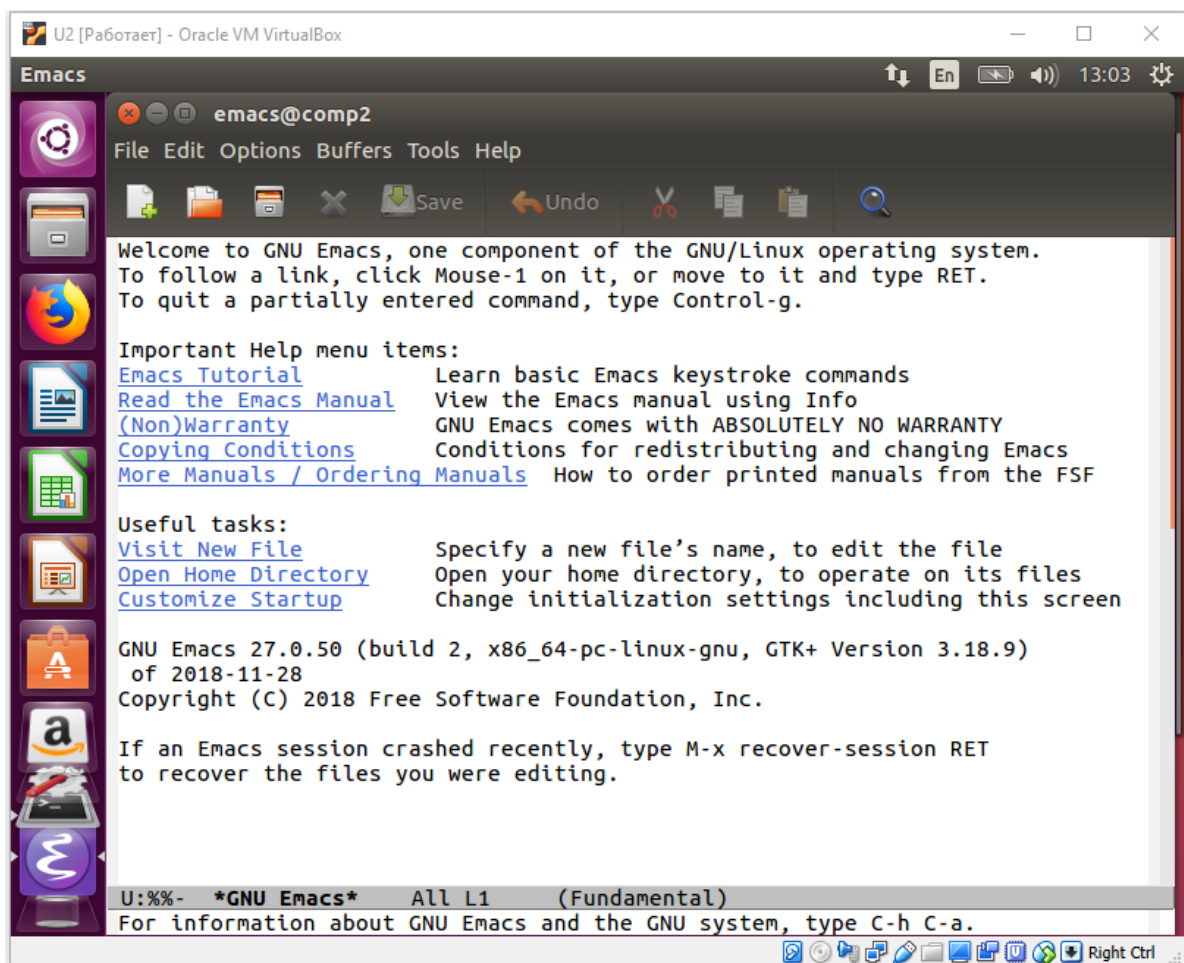 U2 [Работает] - Oracle VM VirtualBox
Emacs En 13:03
emacs@comp2
File Edit Options Buffers Tools Help
Save Undo
Welcome to GNU Emacs, one component of the GNU/Linux operating system.
To follow a link, click Mouse-1 on it, or move to it and type RET.
To quit a partially entered command, type Control-g.
Important Help menu items:
Emacs Tutorial Learn basic Emacs keystroke commands
Read the Emacs Manual View the Emacs manual using Info
(Non)Warranty GNU Emacs comes with ABSOLUTELY NO WARRANTY
Copying Conditions Conditions for redistributing and changing Emacs
More Manuals / Ordering Manuals How to order printed manuals from the FSF
Useful tasks:
Visit New File Specify a new file’s name, to edit the file
Open Home Directory Open your home directory, to operate on its files
Customize Startup Change initialization settings including this screen
GNU Emacs 27.0.50 (build 2, x86_64-pc-linux-gnu, GTK+ Version 3.18.9)
of 2018-11-28
Copyright (C) 2018 Free Software Foundation, Inc.
If an Emacs session crashed recently, type M-x recover-session RET
to recover the files you were editing.
U:%%- *GNU Emacs* All L1 (Fundamental)
For information about GNU Emacs and the GNU system, type C-h C-a.
Right Ctrl